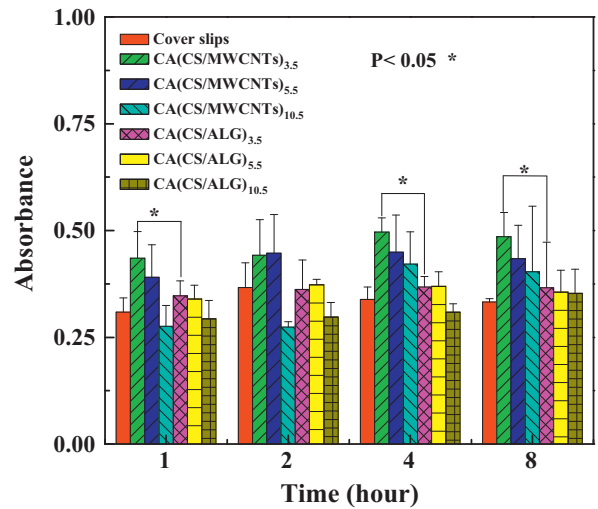 1.00
0.75
0.50
0.25
0.00
Absorbance
Cover slips
CA(CS/MWCNTs)3.5
CA(CS/MWCNTs)5.5
CA(CS/MWCNTs)10.5
CA(CS/ALG)3.5
CA(CS/ALG)5.5
CA(CS/ALG)10.5
P< 0.05 *
*
*
*
1 2 4 8
Time (hour)